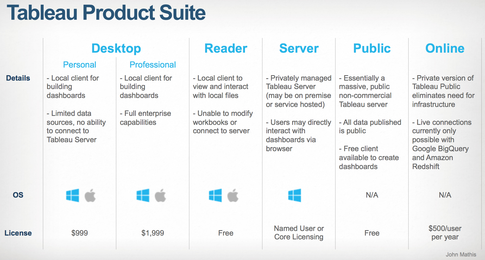 Tableau Product Suite
Desktop
Reader
Server
Public
Online
Personal
Professional
Details
- Local client for
building
dashboards
- Limited data
sources, no ability
to connect to
Tableau Server
- Local client for
building
dashboards
- Full enterprise
capabilities
- Local client to
view and interact
with local files
- Unable to modify
workbooks or
connect to server
- Privately managed
Tableau Server
(may be on premise
or service hosted)
- Users may directly
interact with
dashboards via
browser
- Essentially a
massive, public
non-commercial
Tableau server
- All data published
is public
- Free client
available to create
dashboards
- Private version of
Tableau Public
eliminates need for
infrastructure
- Live connections
currently only
possible with
Google BigQuery
and Amazon
Redshift
OS
N/A
N/A
License
$999
$1,999
Free
Named User or
Core Licensing
Free
$500/user
per year
John Mathis